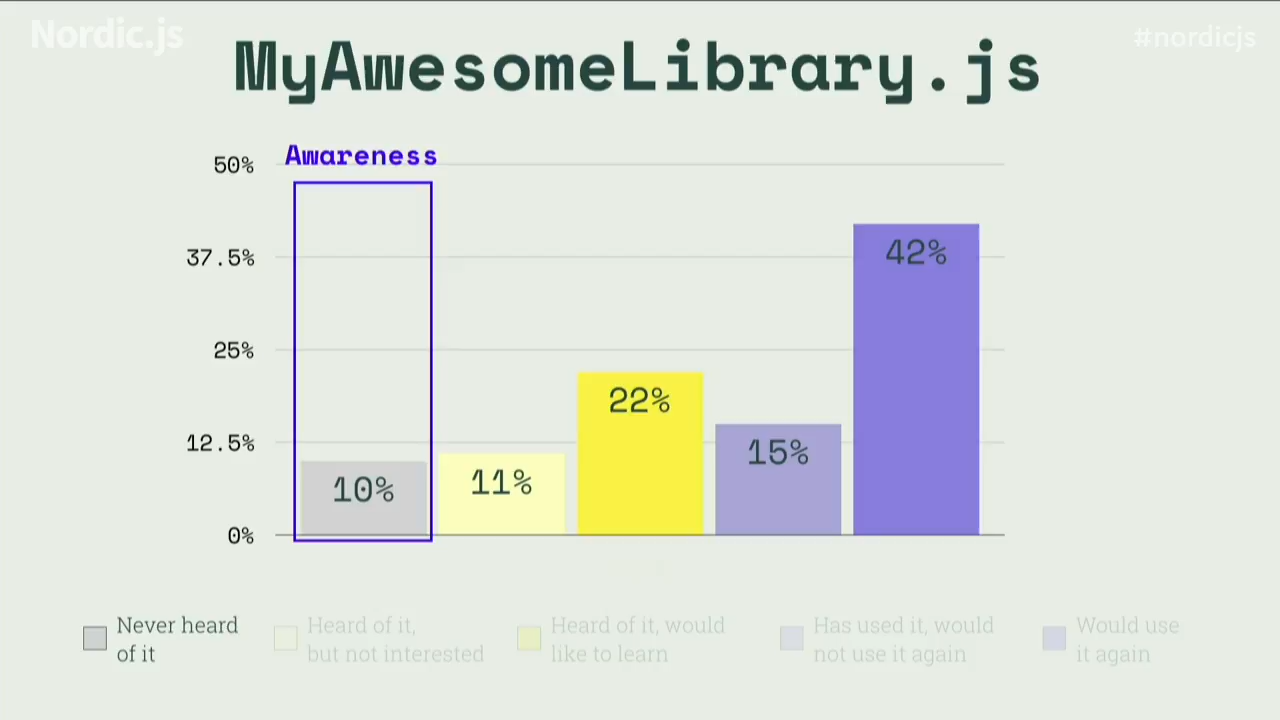 Nordic.js
#nordicjs
MyAwesomeLibrary.js
Awareness
50%
37.5%
25%
12.5%
0%
10%
11%
22%
15%
42%
Never heard
of it
Heard of it,
but not interested
Heard of it, would
like to learn
Has used it, would
not use it again
Would use
it again